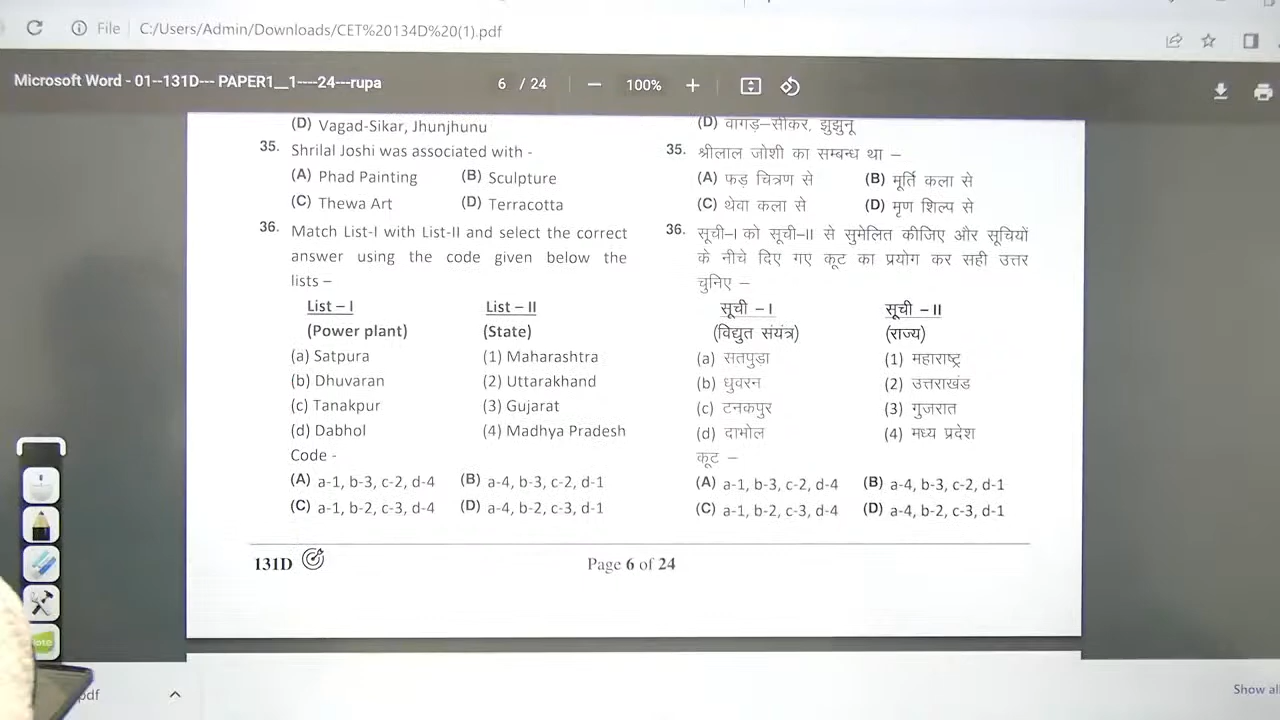 File C:/Users/Admin/Downloads/CET%20134D%20(1).pdf
Microsoft Word - 01--131D--- PAPER1__1----24---rupa
6 / 24
100%
(D) Vagad-Sikar, Jhunjhunu
35. Shrilal Joshi was associated with -
(A) Phad Painting (B) Sculpture
(C) Thewa Art (D) Terracotta
36. Match List-I with List-II and select the correct
answer using the code given below the
lists –
List – I List – II
(Power plant) (State)
(a) Satpura (1) Maharashtra
(b) Dhuvaran (2) Uttarakhand
(c) Tanakpur (3) Gujarat
(d) Dabhol (4) Madhya Pradesh
Code -
(A) a-1, b-3, c-2, d-4 (B) a-4, b-3, c-2, d-1
(C) a-1, b-2, c-3, d-4 (D) a-4, b-2, c-3, d-1
(D) वागड़–सीकर, झुझुनू
35. श्रीलाल जोशी का सम्बन्ध था –
(A) फड़ चित्रण से (B) मूर्ति कला से
(C) थेवा कला से (D) मृण शिल्प से
36. सूची–I को सूची–II से सुमेलित कीजिए और सूचियों
के नीचे दिए गए कूट का प्रयोग कर सही उत्तर
चुनिए –
सूची – I सूची – II
(विद्युत संयंत्र) (राज्य)
(a) सतपुड़ा (1) महाराष्ट्र
(b) धुवरन (2) उत्तराखंड
(c) टनकपुर (3) गुजरात
(d) दाभोल (4) मध्य प्रदेश
कूट –
(A) a-1, b-3, c-2, d-4 (B) a-4, b-3, c-2, d-1
(C) a-1, b-2, c-3, d-4 (D) a-4, b-2, c-3, d-1
131D
Page 6 of 24
.pdf
Show all